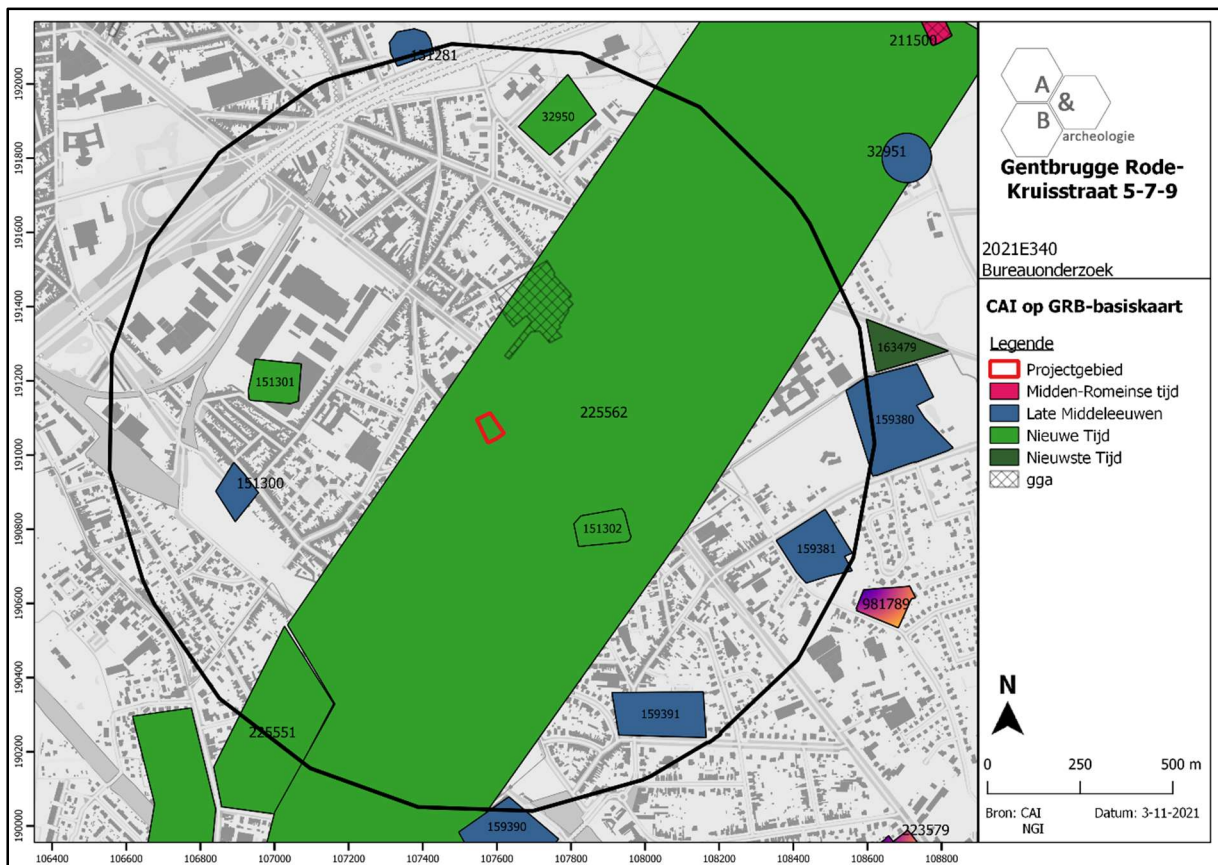 131281
211500
32950
32951
163479
225562
159380
151301
151300
151302
159381
981789
159391
225551
159390
223579
192000
191800
191600
191400
191200
191000
190800
190600
190400
190200
190000
106400
106600
106800
107000
107200
107400
107600
107800
108000
108200
108400
108600
108800
A
&
B
archeologie
Gentbrugge Rode-
Kruisstraat 5-7-9
2021E340
Bureauonderzoek
CAI op GRB-basiskaart
Legende
Projectgebied
Midden-Romeinse tijd
Late Middeleeuwen
Nieuwe Tijd
Nieuwste Tijd
gga
N
0 250 500 m
Bron: CAI Datum: 3-11-2021
NGI